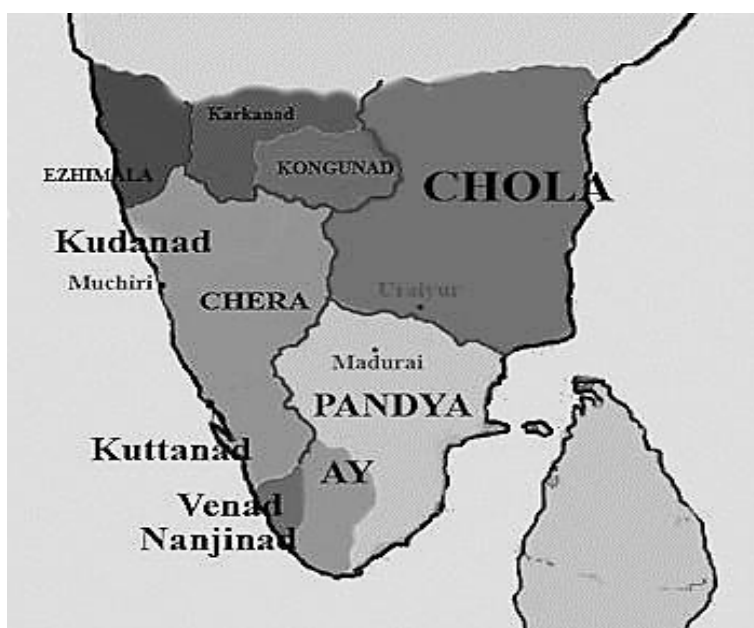 Karkanad
EZHIMALA
KONGUNAD
CHOLA
Kudanad
Muchiri
CHERA
Uraiyur
Madurai
PANDYA
Kuttanad
AY
Venad
Nanjinad